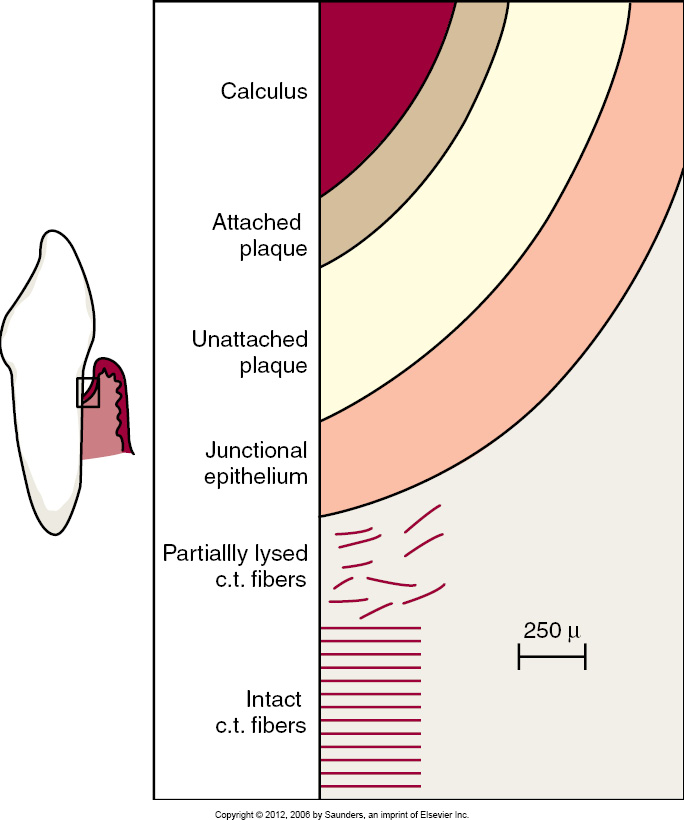 Calculus
Attached
plaque
Unattached
plaque
Junctional
epithelium
Partiallly lysed
c.t. fibers
250 µ
Intact
c.t. fibers
Copyright © 2012, 2006 by Saunders, an imprint of Elsevier Inc.